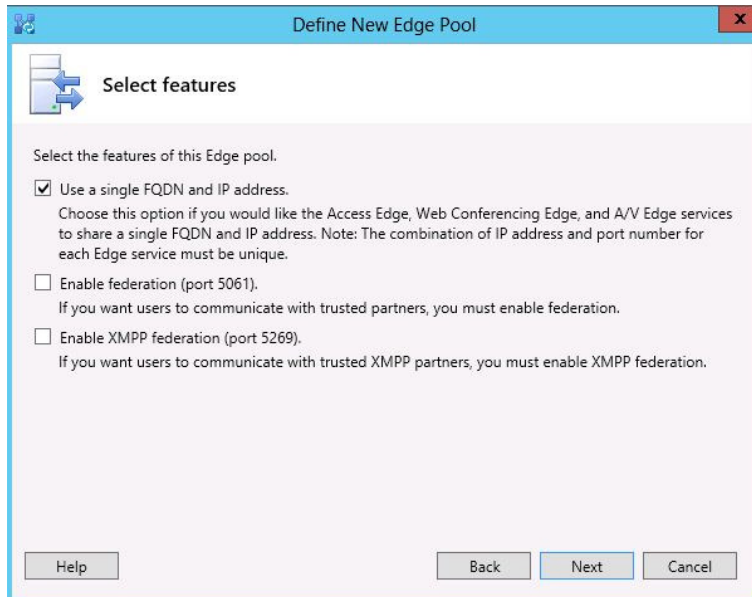 Define New Edge Pool
x
Select features
Select the features of this Edge pool.
Use a single FQDN and IP address.
Choose this option if you would like the Access Edge, Web Conferencing Edge, and A/V Edge services
to share a single FQDN and IP address. Note: The combination of IP address and port number for
each Edge service must be unique.
Enable federation (port 5061).
If you want users to communicate with trusted partners, you must enable federation.
Enable XMPP federation (port 5269).
If you want users to communicate with trusted XMPP partners, you must enable XMPP federation.
Help
Back
Next
Cancel